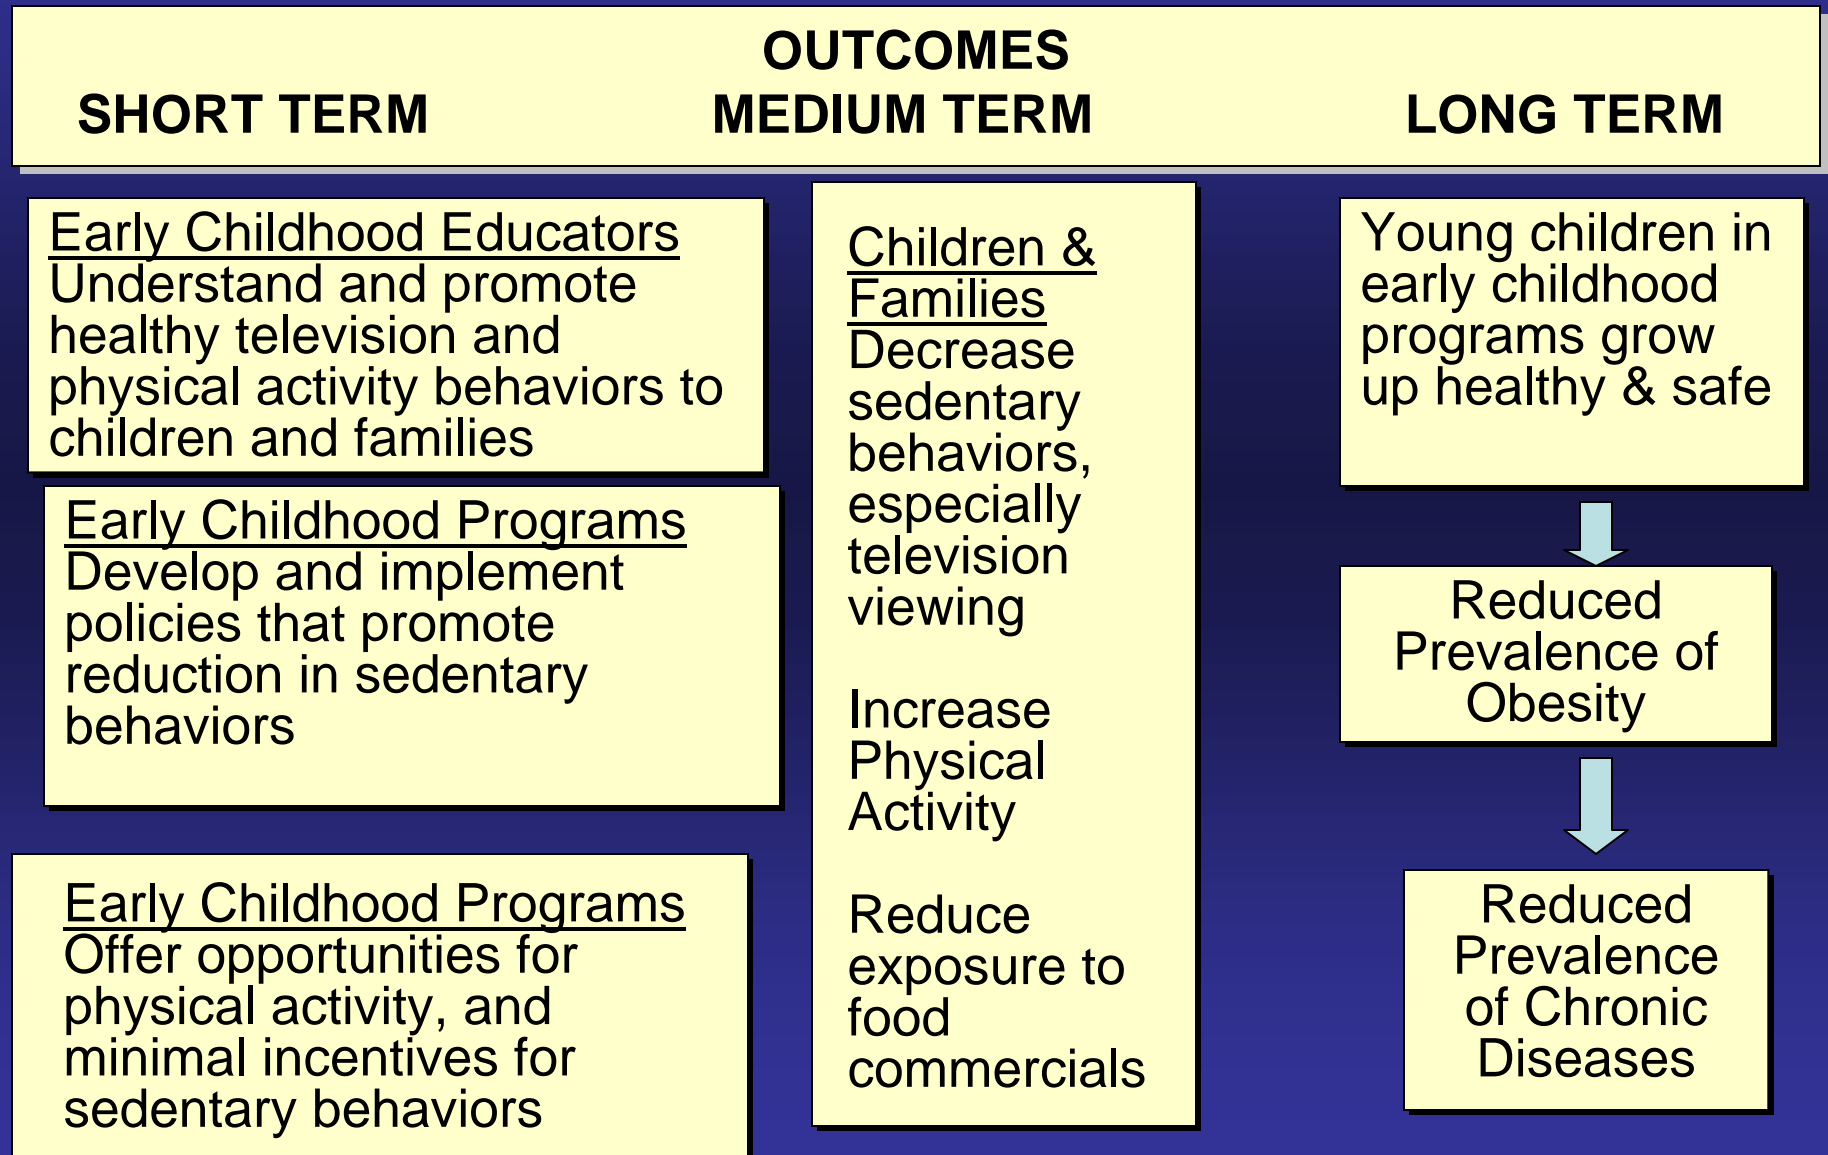 OUTCOMES
SHORT TERM MEDIUM TERM LONG TERM
Early Childhood Educators
Understand and promote
healthy television and
physical activity behaviors to
children and families
Early Childhood Programs
Develop and implement
policies that promote
reduction in sedentary
behaviors
Early Childhood Programs
Offer opportunities for
physical activity, and
minimal incentives for
sedentary behaviors
Children &
Families
Decrease
sedentary
behaviors,
especially
television
viewing
Increase
Physical
Activity
Reduce
exposure to
food
commercials
Young children in
early childhood
programs grow
up healthy & safe
Reduced
Prevalence of
Obesity
Reduced
Prevalence
of Chronic
Diseases